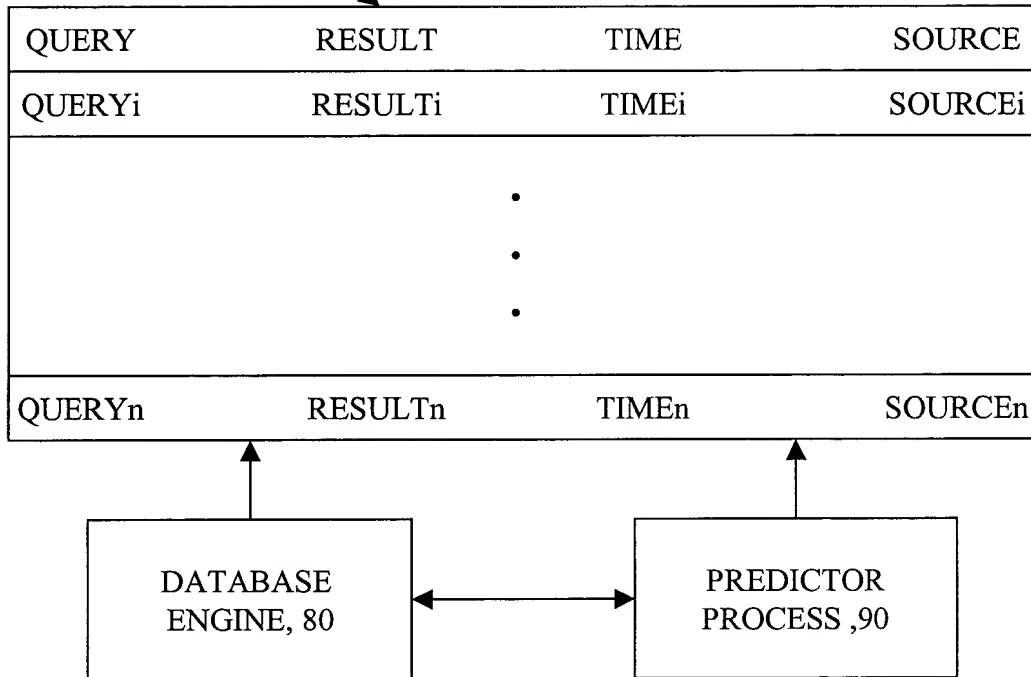 QUERY RESULT TIME SOURCE
QUERYi RESULTi TIMEi SOURCEi
QUERYn RESULTn TIMEn SOURCEn
DATABASE
ENGINE, 80
PREDICTOR
PROCESS ,90